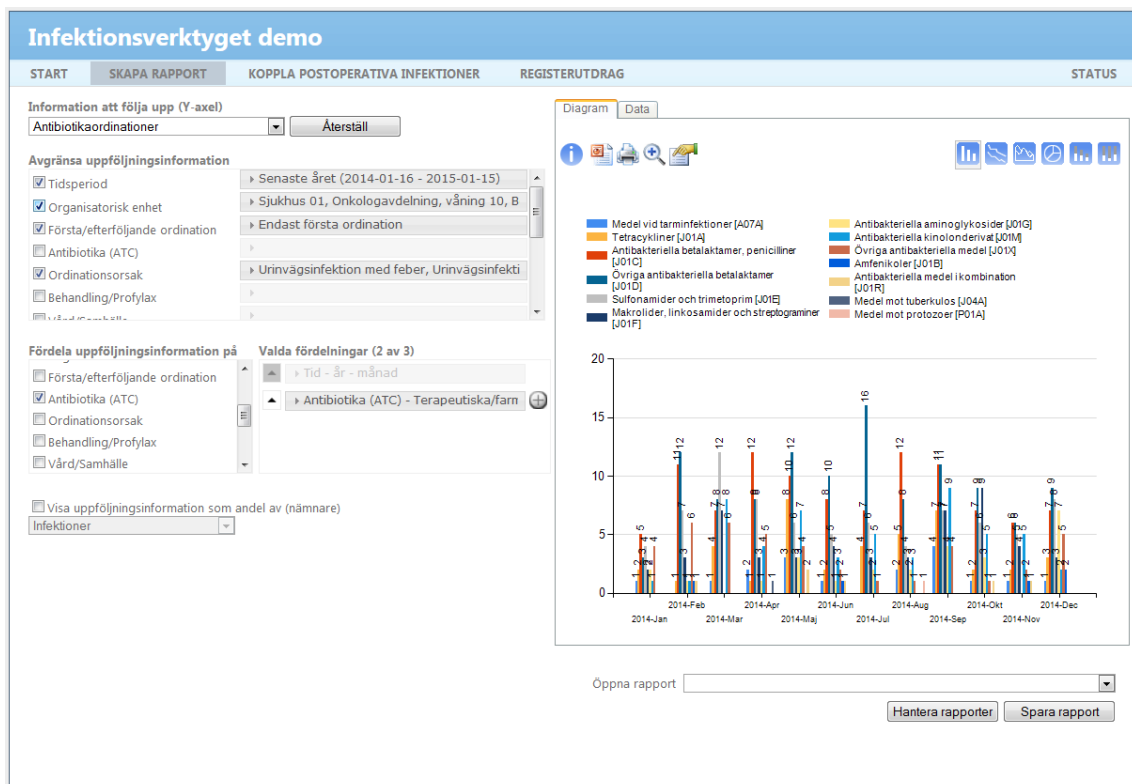 Infektionsverktyget demo
START SKAPA RAPPORT KOPPLA POSTOPERATIVA INFEKTIONER REGISTERUTDRAG STATUS
Information att följa upp (Y-axel)
Antibiotikaordinationer Återställ
Avgränsa uppföljningsinformation
Tidsperiod Senaste året (2014-01-16 - 2015-01-15)
Organisatorisk enhet Sjukhus 01, Onkologavdelning, våning 10, B
Första/efterföljande ordination Endast första ordination
Antibiotika (ATC)
Ordinationsorsak Urinvägsinfektion med feber, Urinvägsinfekti
Behandling/Profylax
Fördela uppföljningsinformation på Valda fördelningar (2 av 3)
Första/efterföljande ordination Tid - år - månad
Antibiotika (ATC) Antibiotika (ATC) - Terapeutiska/farm
Ordinationsorsak
Behandling/Profylax
Vård/Samhälle
Visa uppföljningsinformation som andel av (nämnare)
Infektioner
Diagram Data
Medel vid tarminfektioner [A07A]
Tetracykliner [J01A]
Antibakteriella betalaktamer, penicilliner
[J01C]
Övriga antibakteriella betalaktamer
[J01D]
Sulfonamider och trimetoprim [J01E]
Makrolider, linkosamider och streptograminer
[J01F]
Antibakteriella aminoglykosider [J01G]
Antibakteriella kinolonderivat [J01M]
Övriga antibakteriella medel [J01X]
Amfenikoler [J01B]
Antibakteriella medel i kombination
[J01R]
Medel mot tuberkulos [J04A]
Medel mot protozoer [P01A]
20
15
10
5
0
2014-Feb 2014-Apr 2014-Jun 2014-Aug 2014-Okt 2014-Dec
2014-Jan 2014-Mar 2014-Maj 2014-Jul 2014-Sep 2014-Nov
Öppna rapport
Hantera rapporter Spara rapport